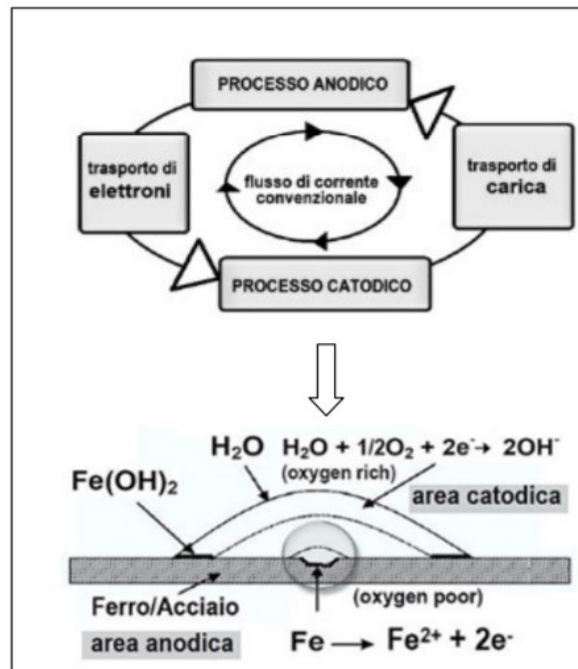 PROCESSO ANODICO
trasporto di
elettroni
flusso di corrente
convenzionale
trasporto di
carica
PROCESSO CATODICO
H₂O H₂O + 1/2O₂ + 2e⁻→ 2OH⁻
(oxygen rich)
Fe(OH)₂
area catodica
Ferro/Acciaio
(oxygen poor)
area anodica
Fe → Fe²⁺ + 2e⁻